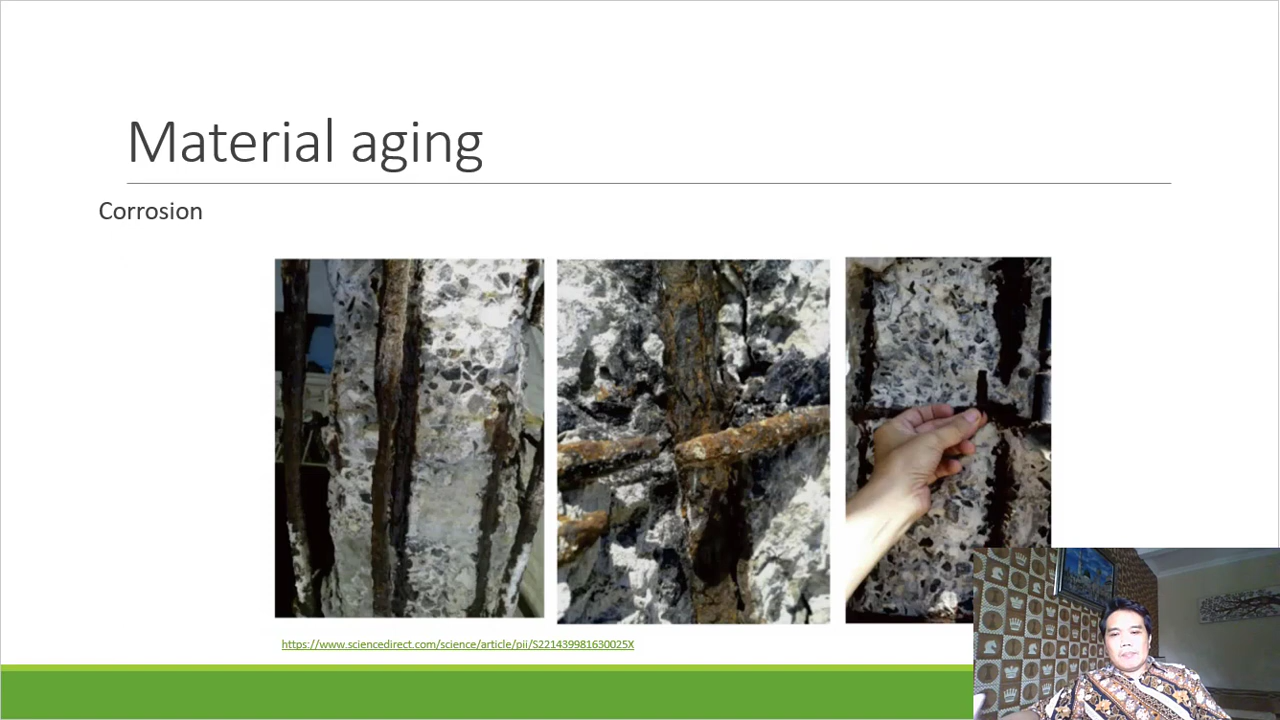 Material aging
Corrosion
https://www.sciencedirect.com/science/article/pii/S221439981630025X